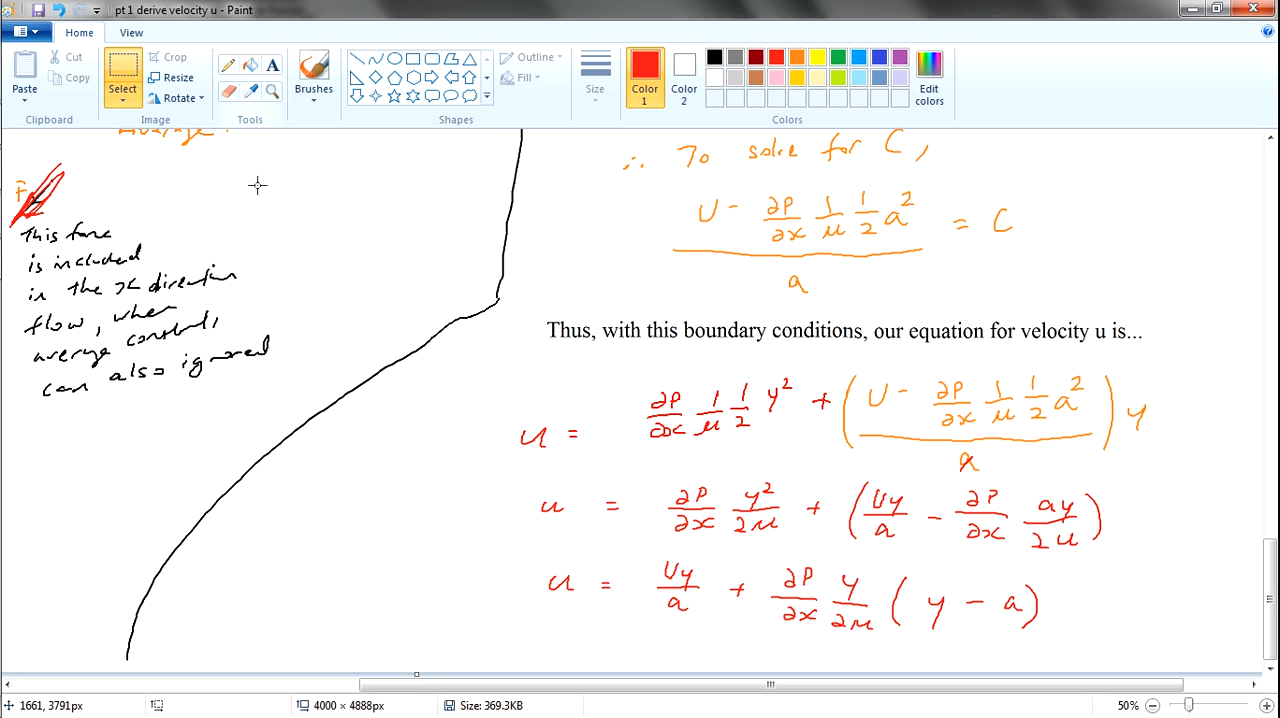 pt 1 derive velocity u - Paint
Home View
Paste
Cut
Copy
Clipboard
Select
Crop
Resize
Rotate
Image
Tools
Brushes
Shapes
Outline
Fill
Size
Color 1
Color 2
Colors
Edit colors
Average .
F
This force
is included
in the x direction
flow, when
average
can also ignored
∴ To solve for C,
(U - ∂P/∂x 1/μ 1/2 a²) / a = C
Thus, with this boundary conditions, our equation for velocity u is...
u = ∂P/∂x 1/μ 1/2 y² + ((U - ∂P/∂x 1/μ 1/2 a²) / a) y
u = ∂P/∂x y²/2μ + (Uy/a - ∂P/∂x ay/2μ)
u = Uy/a + ∂P/∂x y/2μ (y - a)
1661, 3791px
4000 × 4888px
Size: 369.3KB
50%